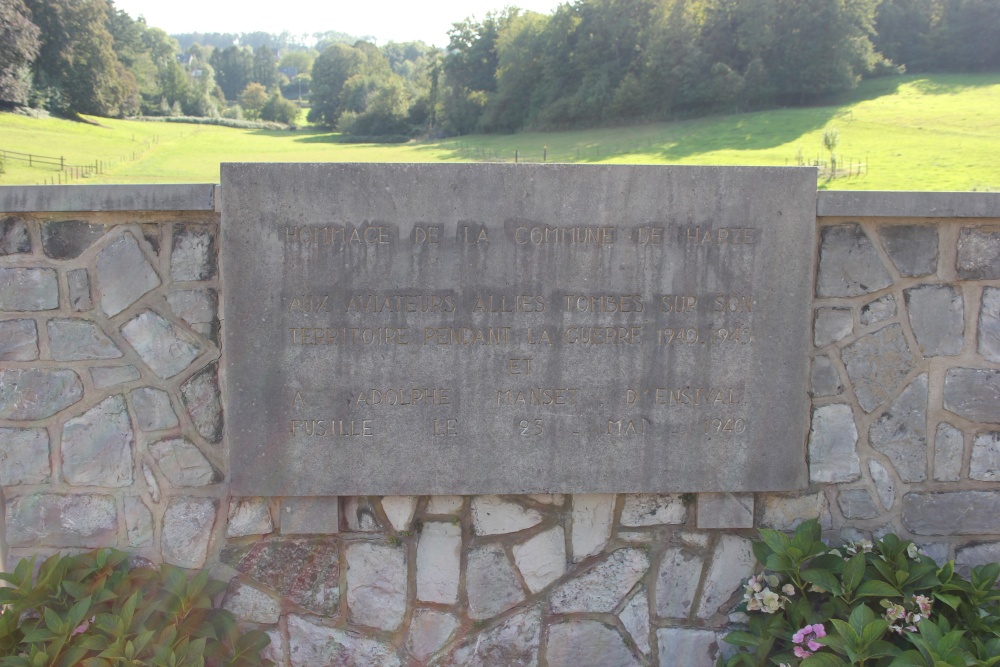 HOMMAGE DE LA COMMUNE DE HARZE
AUX AVIATEURS ALLIES TOMBES SUR SON
TERRITOIRE PENDANT LA GUERRE 1940-1945
ET
A ADOLPHE MANSET D'ENSIVAL
FUSILLE LE 23 - MAI - 1940